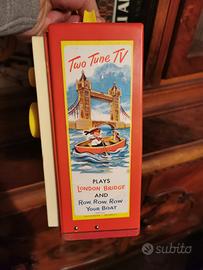 Two Tune TV
PLAYS
LONDON BRIDGE
AND
ROW, ROW, ROW
YOUR BOAT
subito